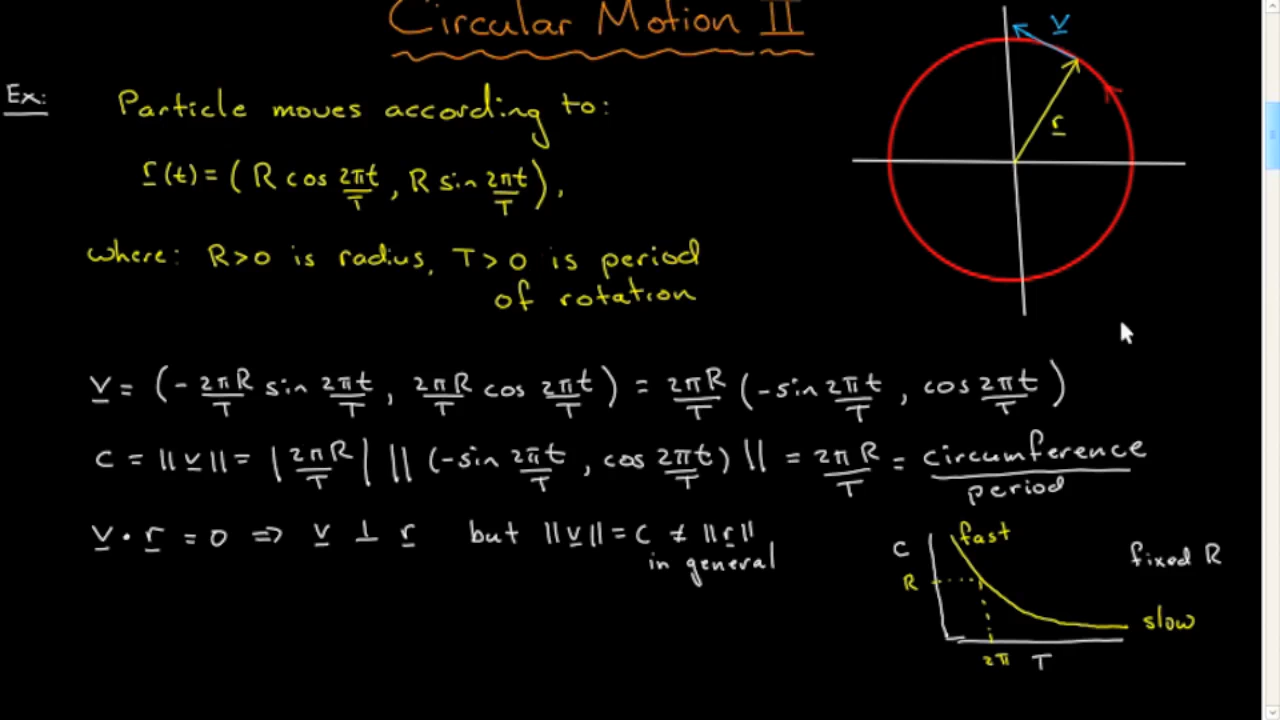 Circular Motion II
Ex:
Particle moves according to:
r(t) = (R cos 2πt/T, R sin 2πt/T),
where: R>0 is radius, T>0 is period
of rotation
v = (-2πR/T sin 2πt/T, 2πR/T cos 2πt/T) = 2πR/T (-sin 2πt/T, cos 2πt/T)
c = ||v|| = |2πR/T| ||(-sin 2πt/T, cos 2πt/T)|| = 2πR/T = circumference/period
v · r = 0 ⇒ v ⊥ r but ||v|| = c ≠ ||r||
in general
v
r
c
fast
fixed R
R
slow
2π
T